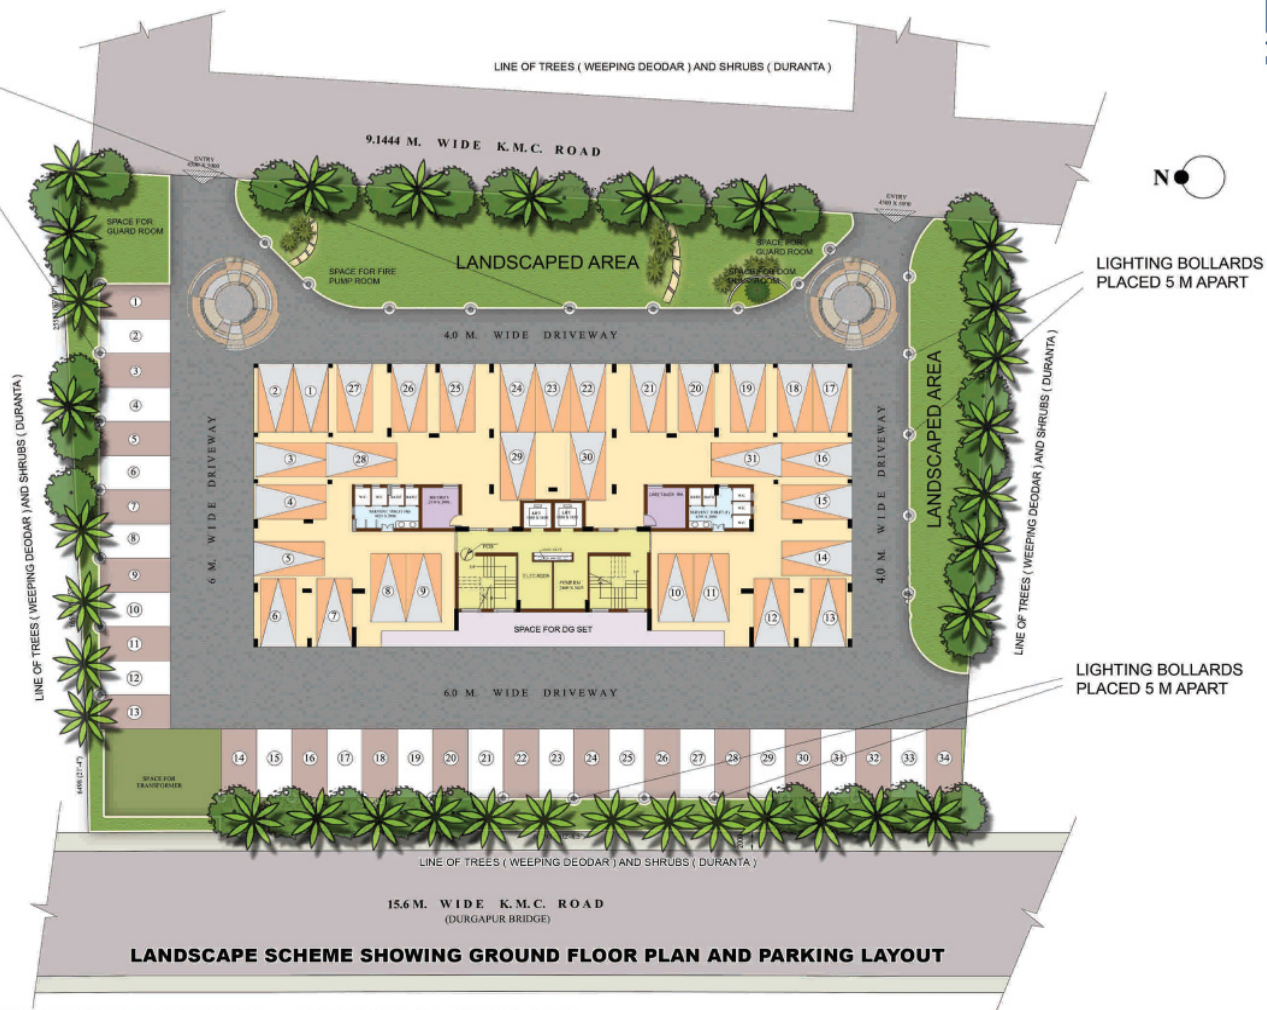 LINE OF TREES ( WEEPING DEODAR ) AND SHRUBS ( DURANTA )
9.1444 M. WIDE K.M.C. ROAD
ENTRY
ENTRY
N
SPACE FOR
GUARD ROOM
SPACE FOR
GUARD ROOM
LANDSCAPED AREA
SPACE FOR FIRE
PUMP ROOM
SPACE FOR DOM.
PUMP ROOM
LIGHTING BOLLARDS
PLACED 5 M APART
4.0 M. WIDE DRIVEWAY
LANDSCAPED AREA
LINE OF TREES ( WEEPING DEODAR ) AND SHRUBS ( DURANTA )
LINE OF TREES ( WEEPING DEODAR ) AND SHRUBS ( DURANTA )
6 M. WIDE DRIVEWAY
4.0 M. WIDE DRIVEWAY
1
2
3
4
5
6
7
8
9
10
11
12
13
2 1 27 26 25 24 23 22 21 20 19 18 17
3 28 29 30 31 16
4 15
5 14
6 7 8 9 10 11 12 13
LIFT LIFT
SPACE FOR DG SET
6.0 M. WIDE DRIVEWAY
LIGHTING BOLLARDS
PLACED 5 M APART
SPACE FOR
TRANSFORMER
14 15 16 17 18 19 20 21 22 23 24 25 26 27 28 29 30 31 32 33 34
LINE OF TREES ( WEEPING DEODAR ) AND SHRUBS ( DURANTA )
15.6 M. WIDE K.M.C. ROAD
(DURGAPUR BRIDGE)
LANDSCAPE SCHEME SHOWING GROUND FLOOR PLAN AND PARKING LAYOUT